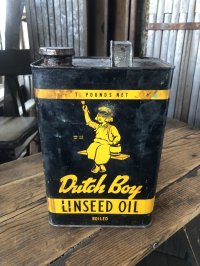 7½ POUNDS NET
Dutch Boy
LINSEED OIL
BOILED